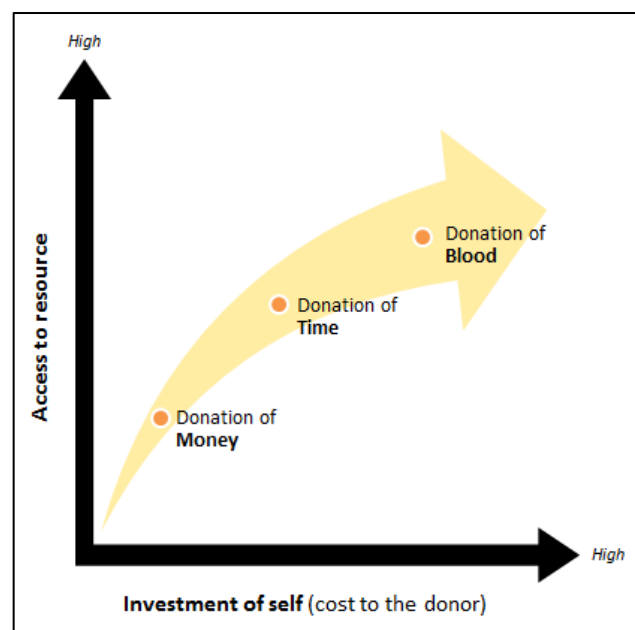 High
Access to resource
Donation of
Blood
Donation of
Time
Donation of
Money
High
Investment of self (cost to the donor)